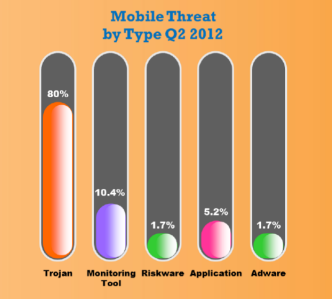 Mobile Threat
by Type Q2 2012
80%
10.4%
1.7%
5.2%
1.7%
Trojan
Monitoring
Tool
Riskware
Application
Adware